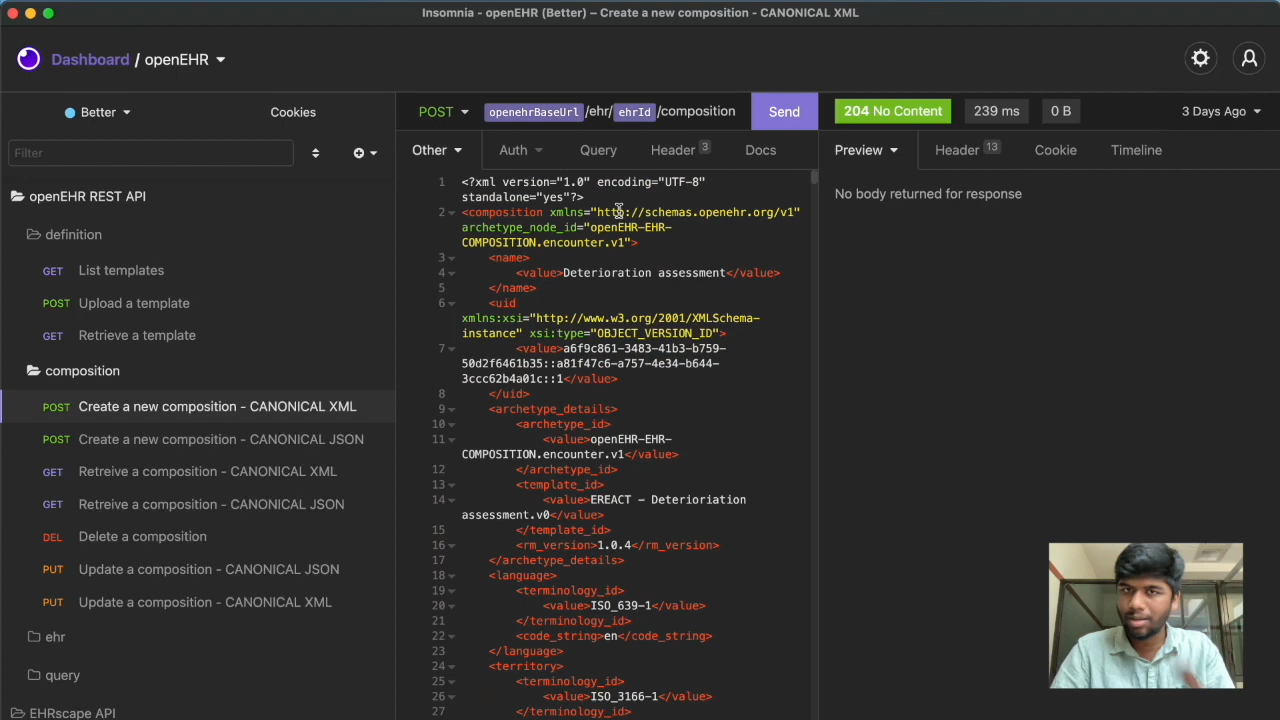 Insomnia - openEHR (Better) – Create a new composition - CANONICAL XML
Dashboard / openEHR
Better
Cookies
Filter
openEHR REST API
definition
GET List templates
POST Upload a template
GET Retrieve a template
composition
POST Create a new composition - CANONICAL XML
POST Create a new composition - CANONICAL JSON
GET Retreive a composition - CANONICAL XML
GET Retreive a composition - CANONICAL JSON
DEL Delete a composition
PUT Update a composition - CANONICAL JSON
PUT Update a composition - CANONICAL XML
ehr
query
EHRscape API
POST openehrBaseUrl/ehr/ehrId/composition Send
Other Auth Query Header 3 Docs
1 <?xml version="1.0" encoding="UTF-8"
standalone="yes"?>
2 <composition xmlns="http://schemas.openehr.org/v1"
archetype_node_id="openEHR-EHR-
COMPOSITION.encounter.v1">
3 <name>
4 <value>Deterioration assessment</value>
5 </name>
6 <uid
xmlns:xsi="http://www.w3.org/2001/XMLSchema-
instance" xsi:type="OBJECT_VERSION_ID">
7 <value>a6f9c861-3483-41b3-b759-
50d2f6461b35::a81f47c6-a757-4e34-b644-
3ccc62b4a01c::1</value>
8 </uid>
9 <archetype_details>
10 <archetype_id>
11 <value>openEHR-EHR-
COMPOSITION.encounter.v1</value>
12 </archetype_id>
13 <template_id>
14 <value>EREACT - Deterioriation
assessment.v0</value>
15 </template_id>
16 <rm_version>1.0.4</rm_version>
17 </archetype_details>
18 <language>
19 <terminology_id>
20 <value>ISO_639-1</value>
21 </terminology_id>
22 <code_string>en</code_string>
23 </language>
24 <territory>
25 <terminology_id>
26 <value>ISO_3166-1</value>
27 </terminology_id>
204 No Content 239 ms 0 B 3 Days Ago
Preview Header 13 Cookie Timeline
No body returned for response